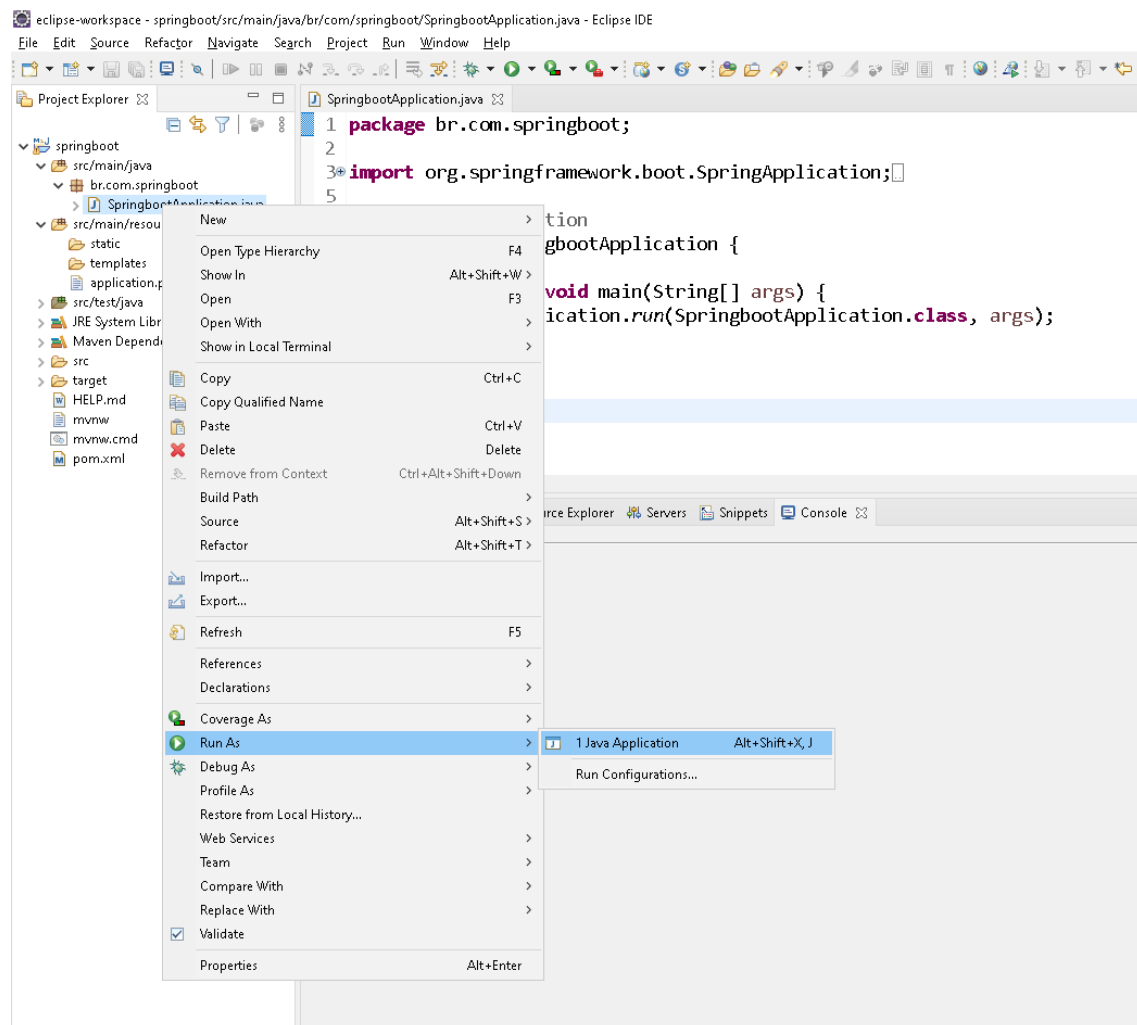 eclipse-workspace - springboot/src/main/java/br/com/springboot/SpringbootApplication.java - Eclipse IDE
File Edit Source Refactor Navigate Search Project Run Window Help
Project Explorer
SpringbootApplication.java
springboot
src/main/java
br.com.springboot
SpringbootApplication.java
src/main/resou
static
templates
application.p
src/test/java
JRE System Libr
Maven Depend
src
target
HELP.md
mvnw
mvnw.cmd
pom.xml
1 package br.com.springboot;
2
3 import org.springframework.boot.SpringApplication;
5
tion
gbootApplication {
void main(String[] args) {
ication.run(SpringbootApplication.class, args);
New
Open Type Hierarchy F4
Show In Alt+Shift+W
Open F3
Open With
Show in Local Terminal
Copy Ctrl+C
Copy Qualified Name
Paste Ctrl+V
Delete Delete
Remove from Context Ctrl+Alt+Shift+Down
Build Path
Source Alt+Shift+S
Refactor Alt+Shift+T
Import...
Export...
Refresh F5
References
Declarations
Coverage As
Run As
Debug As
Profile As
Restore from Local History...
Web Services
Team
Compare With
Replace With
Validate
Properties Alt+Enter
1 Java Application Alt+Shift+X, J
Run Configurations...
urce Explorer Servers Snippets Console